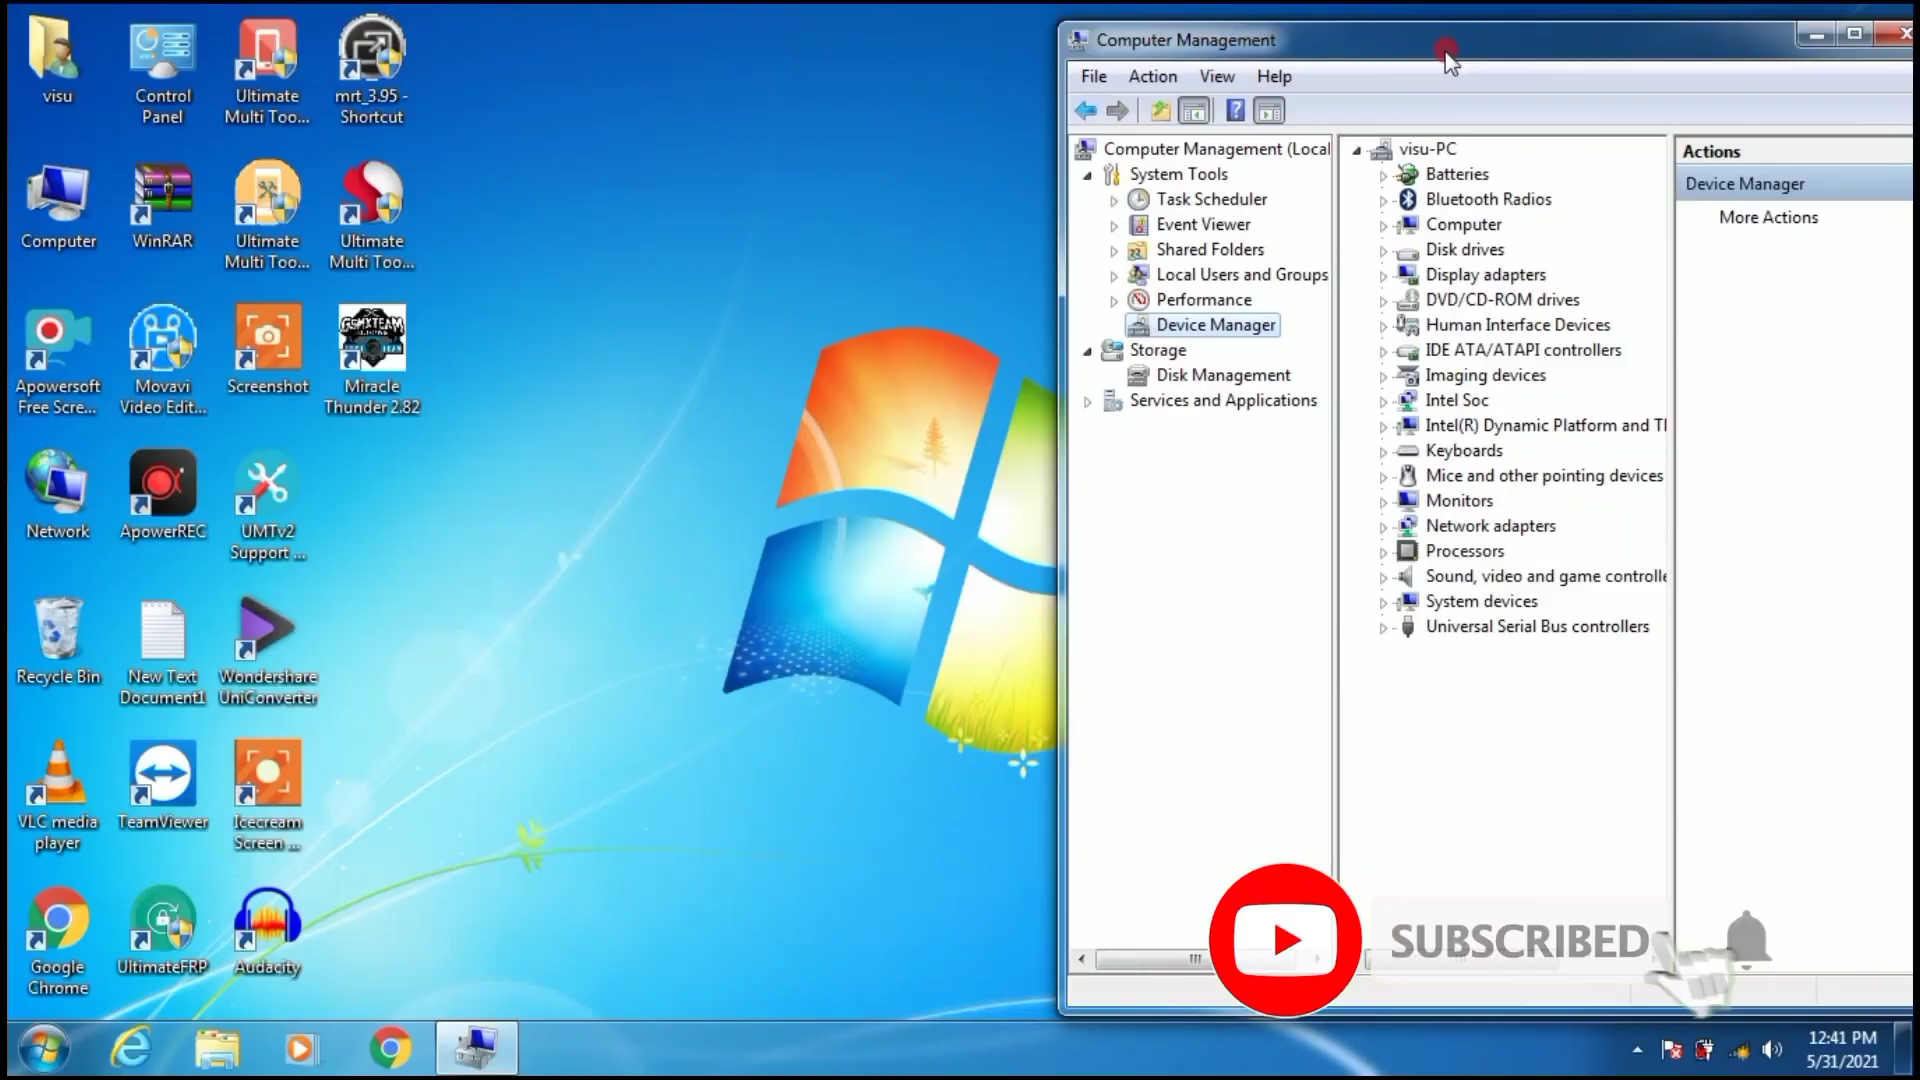 visu
Control
Panel
Ultimate
Multi Too...
mrt_3.95 -
Shortcut
Computer
WinRAR
Ultimate
Multi Too...
Ultimate
Multi Too...
Apowersoft
Free Scre...
Movavi
Video Edit...
Screenshot
GSMXTEAM
Miracle
Thunder 2.82
Network
ApowerREC
UMTv2
Support ...
Recycle Bin
New Text
Document1
Wondershare
UniConverter
VLC media
player
TeamViewer
Icecream
Screen ...
Google
Chrome
UltimateFRP
Audacity
Computer Management
File Action View Help
Computer Management (Local
System Tools
Task Scheduler
Event Viewer
Shared Folders
Local Users and Groups
Performance
Device Manager
Storage
Disk Management
Services and Applications
visu-PC
Batteries
Bluetooth Radios
Computer
Disk drives
Display adapters
DVD/CD-ROM drives
Human Interface Devices
IDE ATA/ATAPI controllers
Imaging devices
Intel Soc
Intel(R) Dynamic Platform and Tl
Keyboards
Mice and other pointing devices
Monitors
Network adapters
Processors
Sound, video and game controlle
System devices
Universal Serial Bus controllers
Actions
Device Manager
More Actions
SUBSCRIBED
12:41 PM
5/31/2021